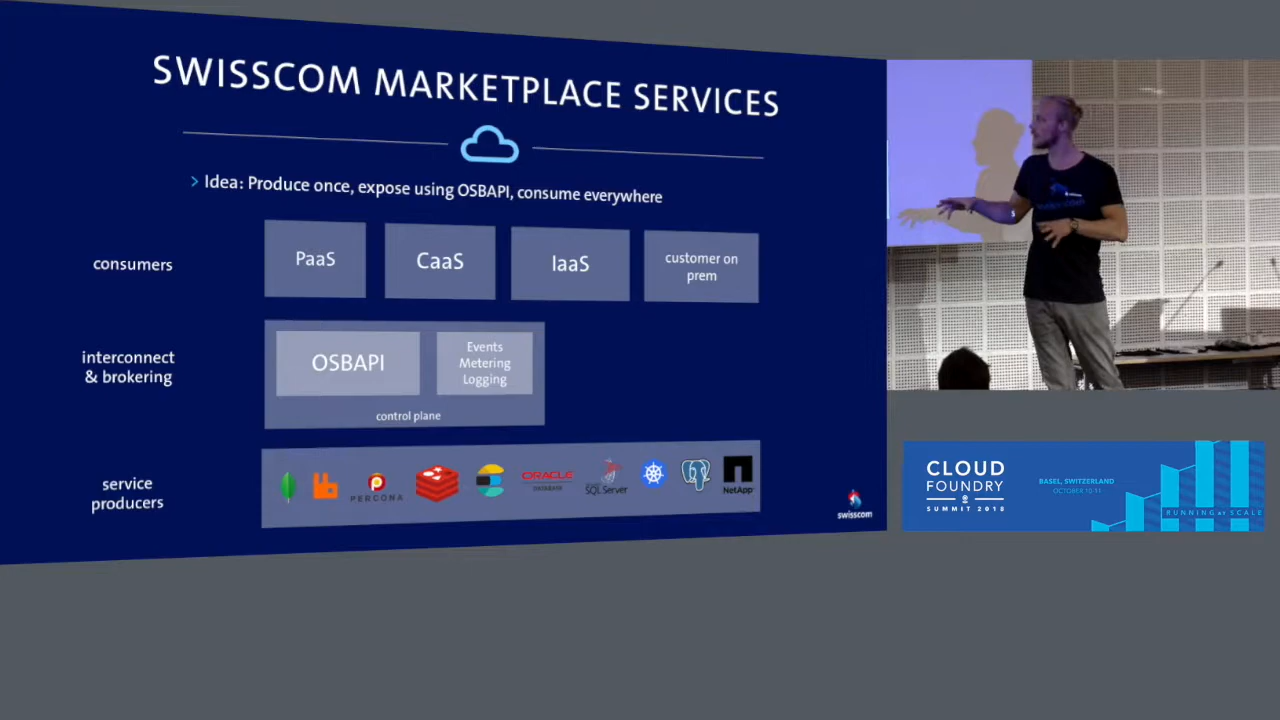 SWISSCOM MARKETPLACE SERVICES
> Idea: Produce once, expose using OSBAPI, consume everywhere
consumers
PaaS
CaaS
IaaS
customer on
prem
interconnect
& brokering
OSBAPI
Events
Metering
Logging
control plane
service
producers
PERCONA
ORACLE
DATABASE
SQL Server
NetApp
swisscom
CLOUD
FOUNDRY
SUMMIT 2018
BASEL, SWITZERLAND
OCTOBER 10-11
RUNNING AT SCALE